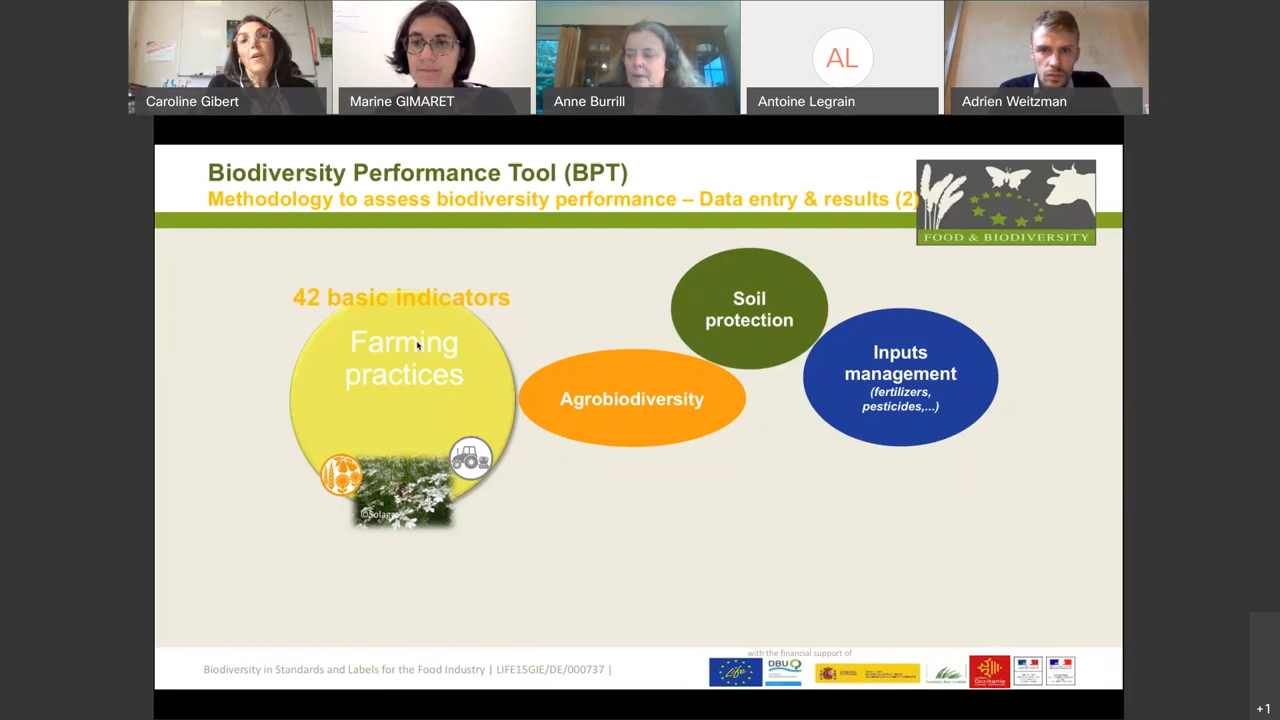 Caroline Gibert
Marine GIMARET
Anne Burrill
AL
Antoine Legrain
Adrien Weitzman
Biodiversity Performance Tool (BPT)
Methodology to assess biodiversity performance – Data entry & results (2)
FOOD & BIODIVERSITY
42 basic indicators
Farming
practices
©Solagro
Agrobiodiversity
Soil
protection
Inputs
management
(fertilizers,
pesticides,...)
with the financial support of
Biodiversity in Standards and Labels for the Food Industry | LIFE15GIE/DE/000737 |
Life
DBU
Occitanie
+1